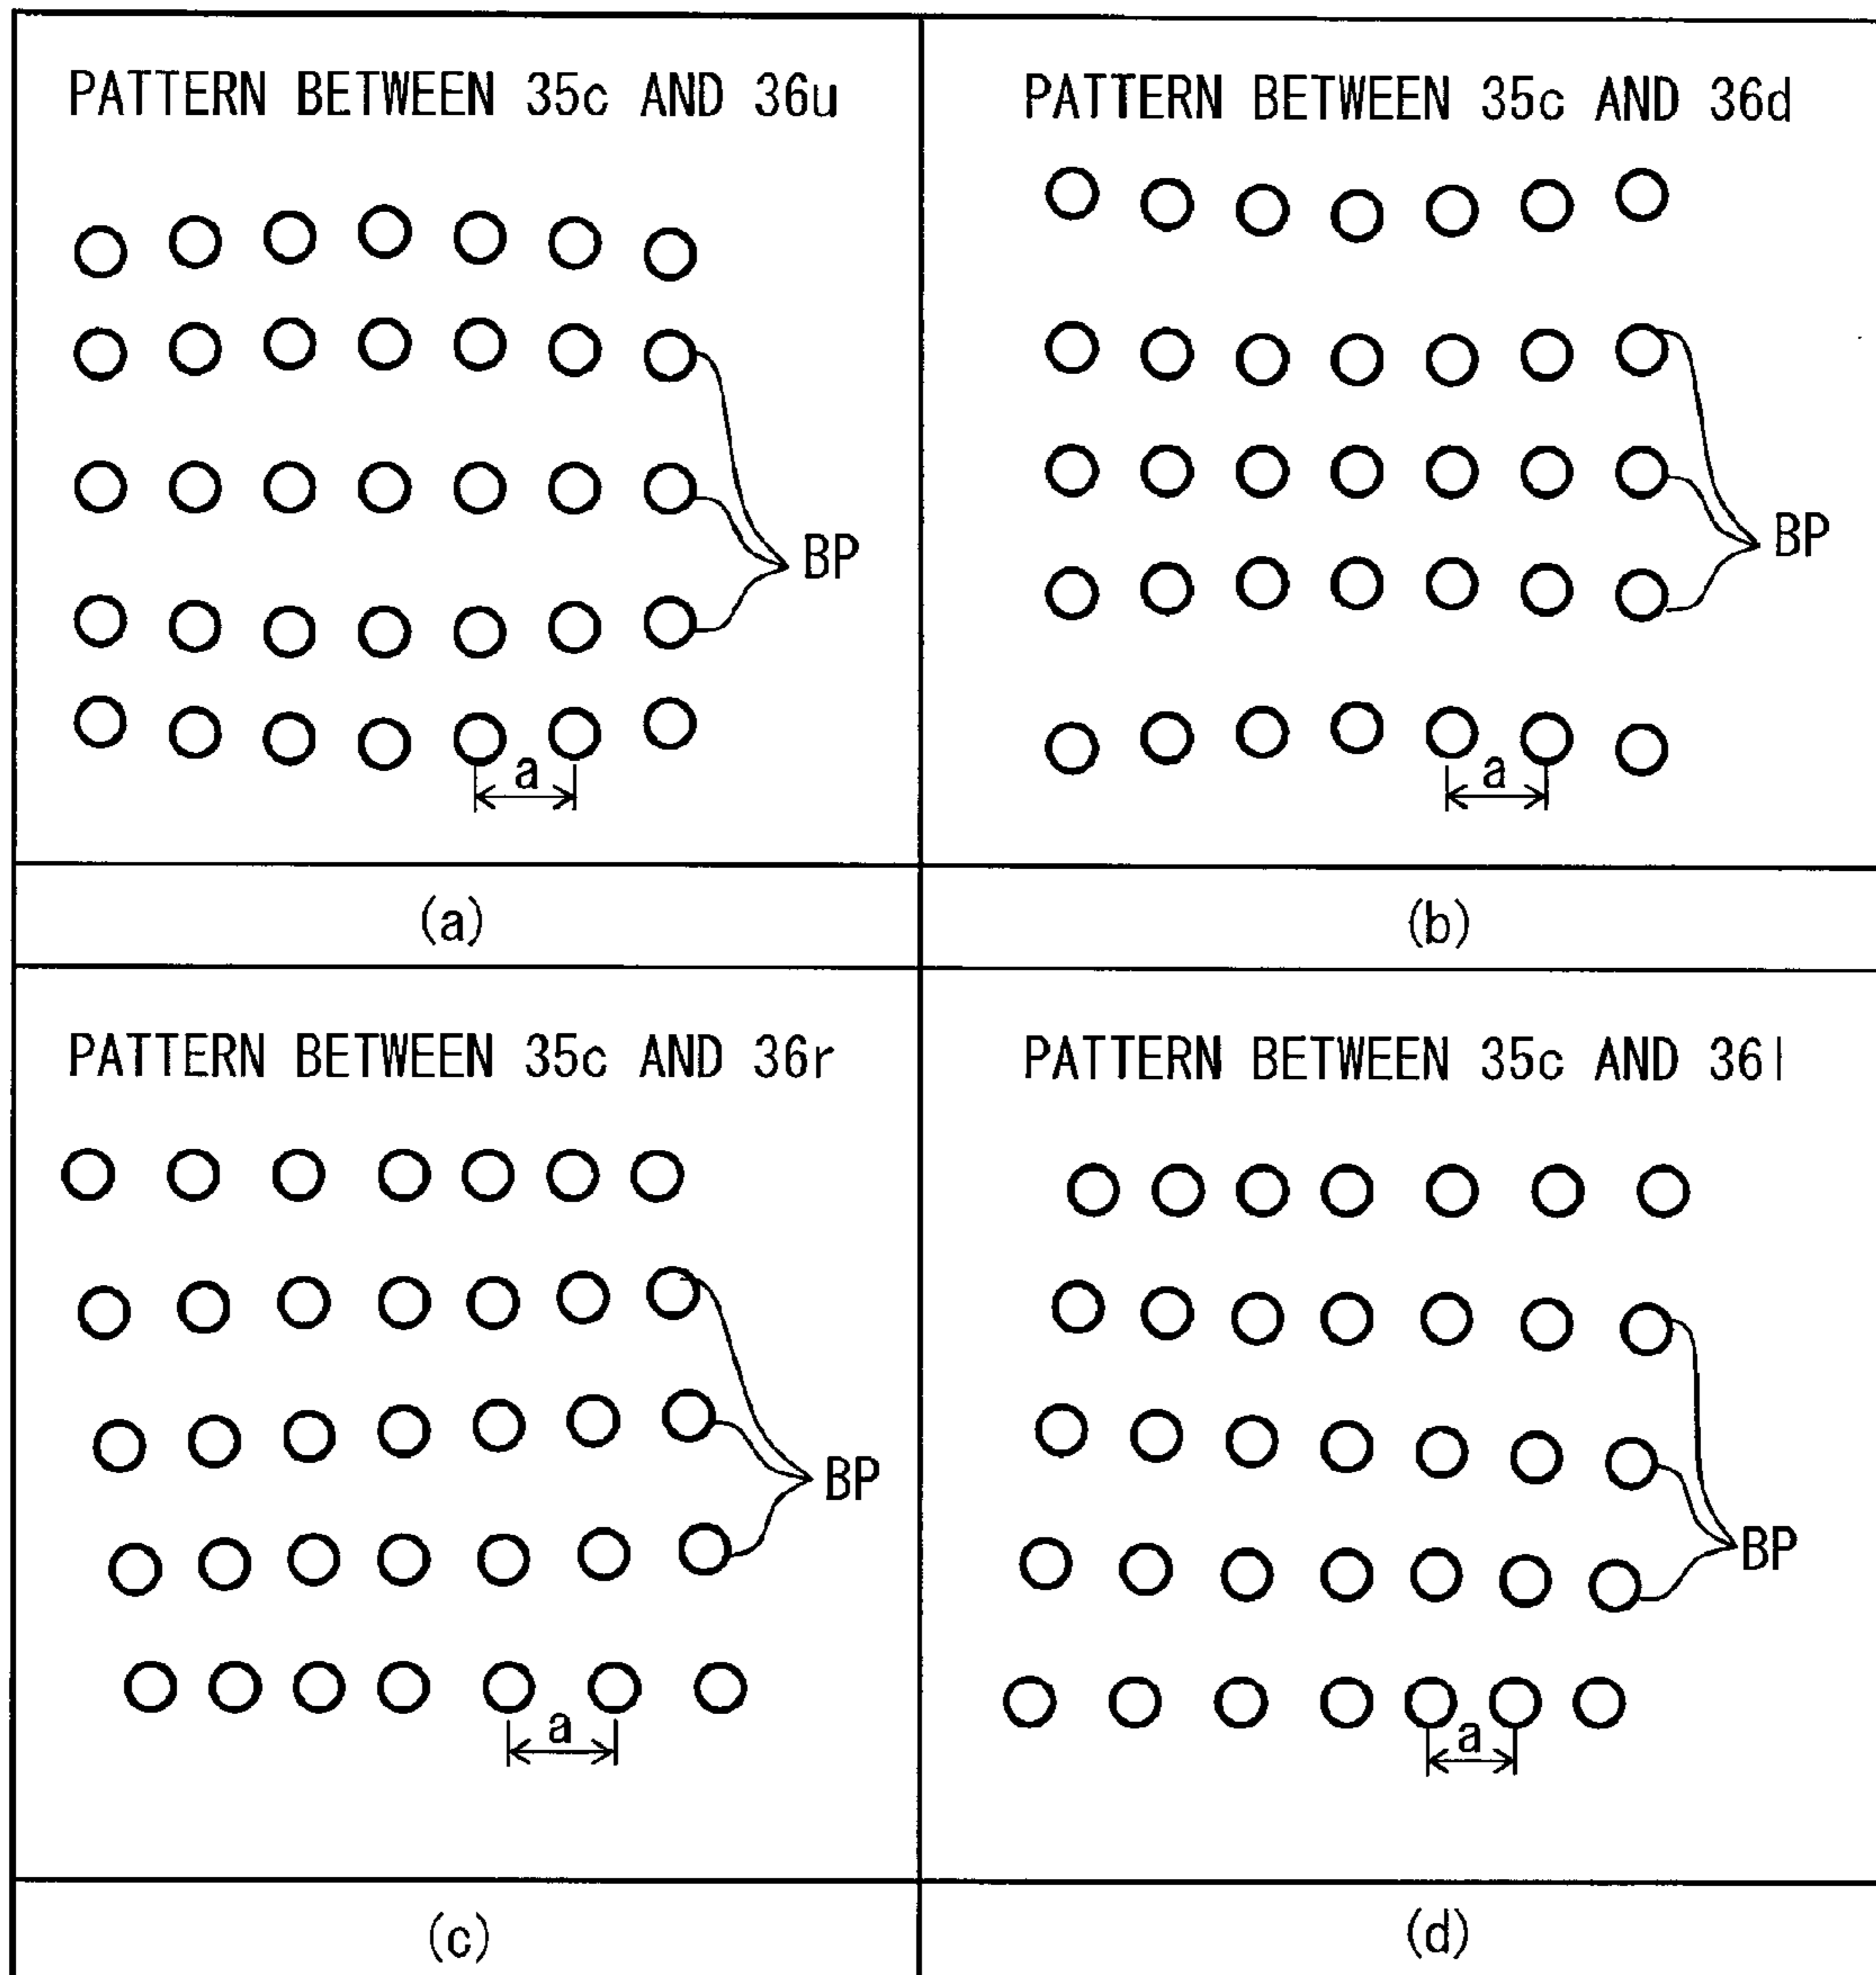 PATTERN BETWEEN 35c AND 36u
BP
a
(a)
PATTERN BETWEEN 35c AND 36d
BP
a
(b)
PATTERN BETWEEN 35c AND 36r
BP
a
(c)
PATTERN BETWEEN 35c AND 36l
BP
a
(d)